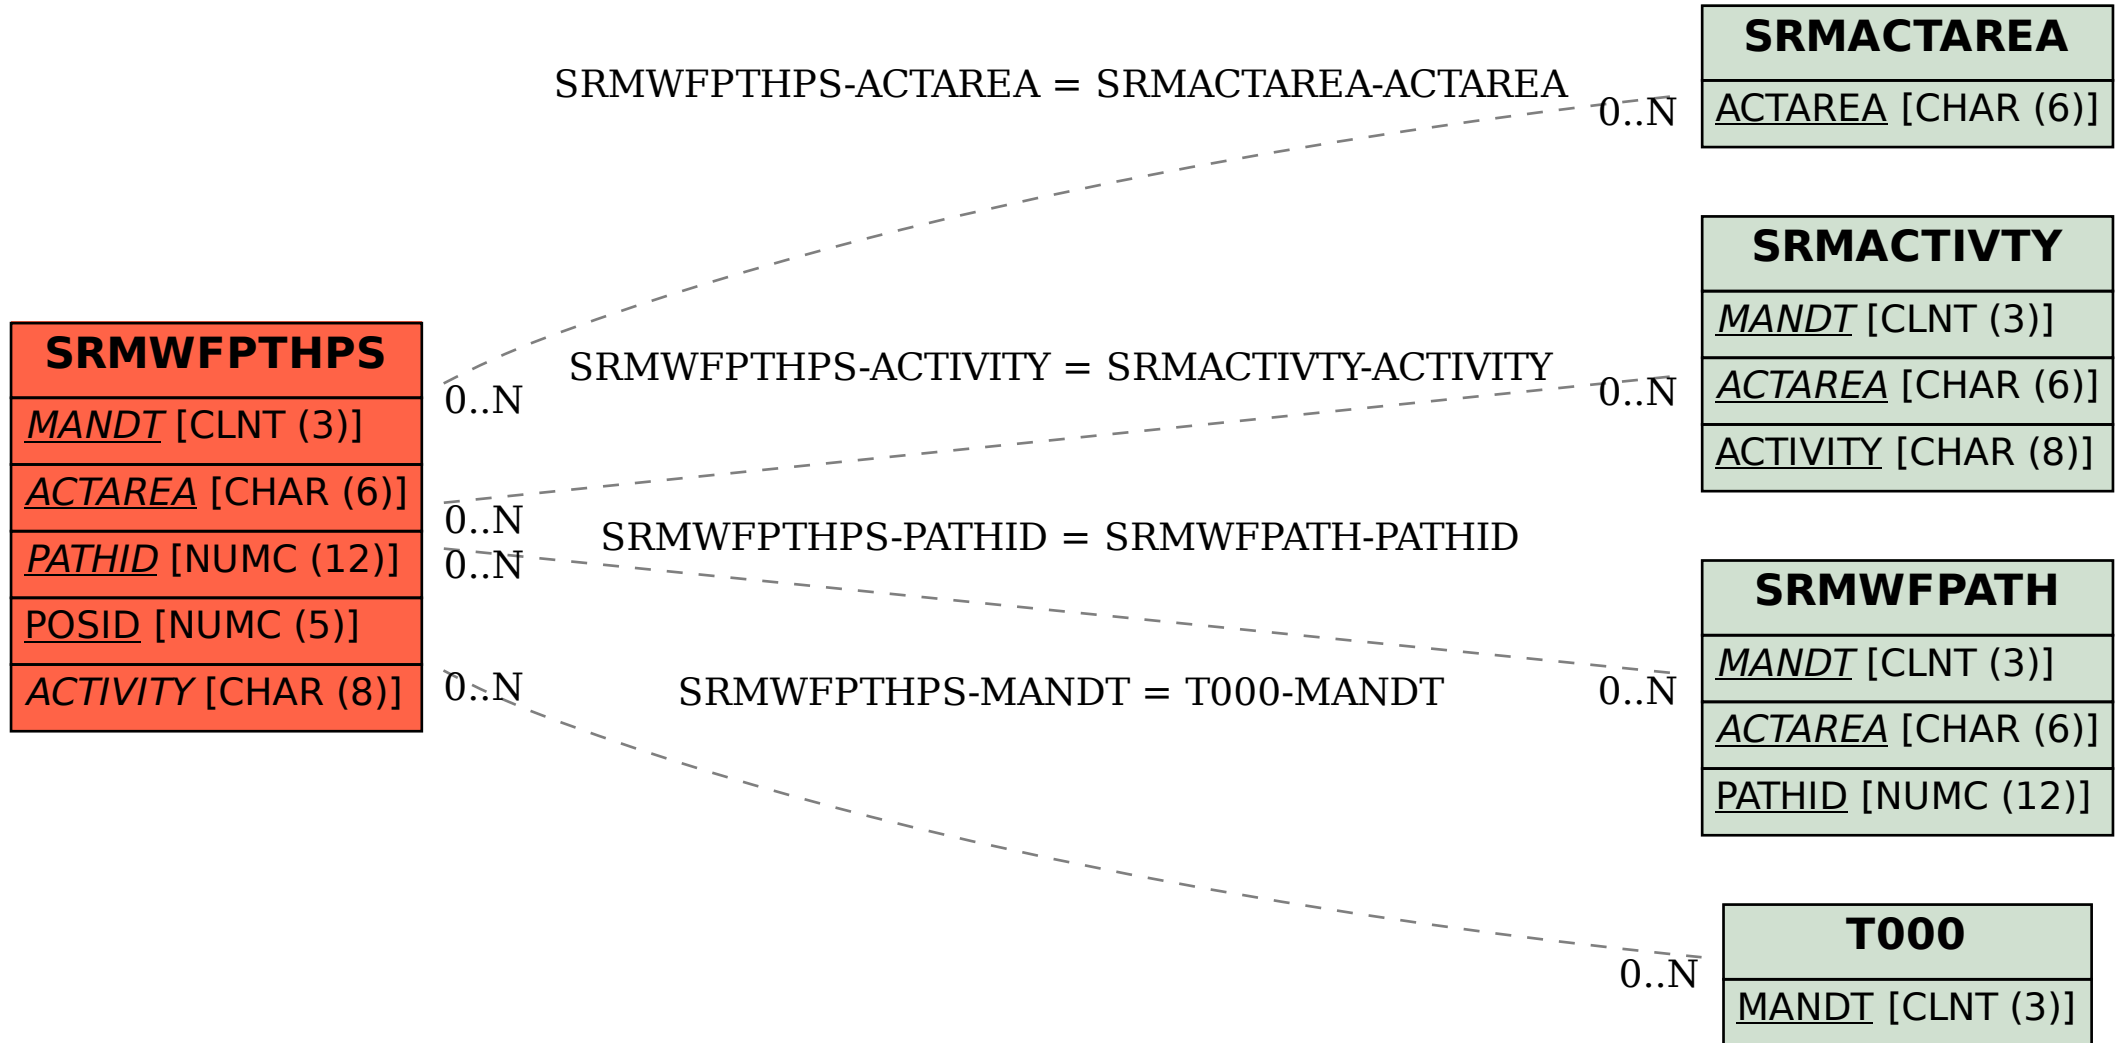 SRMWFPTHPS
MANDT [CLNT (3)]
ACTAREA [CHAR (6)]
PATHID [NUMC (12)]
POSID [NUMC (5)]
ACTIVITY [CHAR (8)]
SRMWFPTHPS-ACTAREA = SRMACTAREA-ACTAREA
0..N
0..N
SRMWFPTHPS-ACTIVITY = SRMACTIVTY-ACTIVITY
0..N
0..N
SRMWFPTHPS-PATHID = SRMWFPATH-PATHID
0..N
0..N
SRMWFPTHPS-MANDT = T000-MANDT
0..N
0..N
SRMACTAREA
ACTAREA [CHAR (6)]
SRMACTIVTY
MANDT [CLNT (3)]
ACTAREA [CHAR (6)]
ACTIVITY [CHAR (8)]
SRMWFPATH
MANDT [CLNT (3)]
ACTAREA [CHAR (6)]
PATHID [NUMC (12)]
T000
MANDT [CLNT (3)]